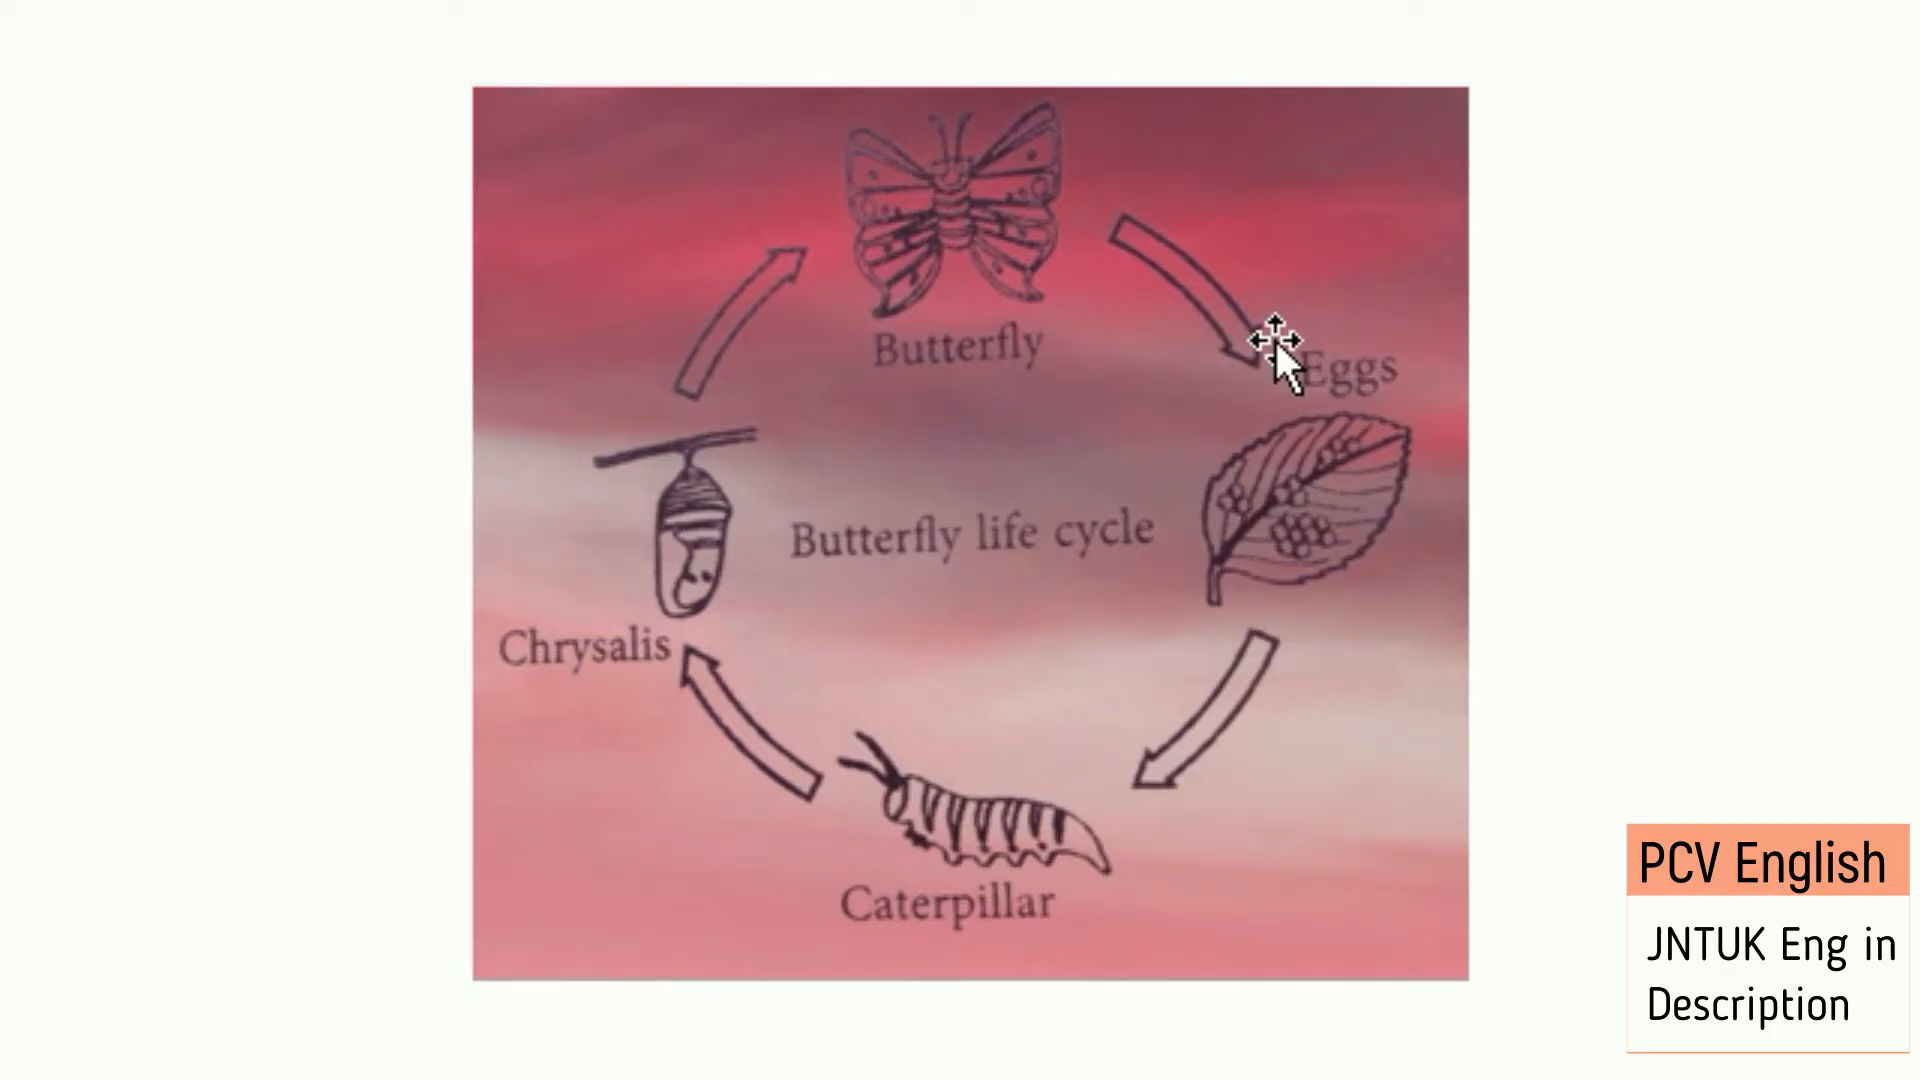 Butterfly
Eggs
Butterfly life cycle
Chrysalis
Caterpillar
PCV English
JNTUK Eng in
Description